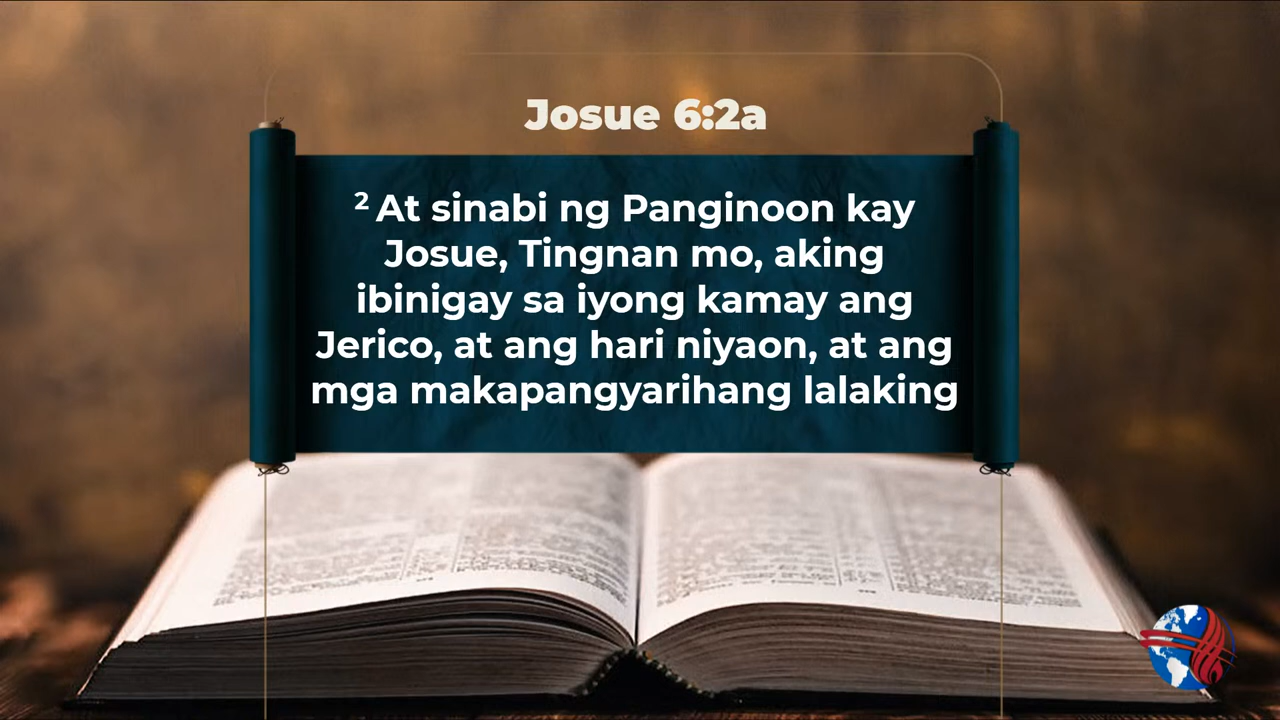 Josue 6:2a
² At sinabi ng Panginoon kay
Josue, Tingnan mo, aking
ibinigay sa iyong kamay ang
Jerico, at ang hari niyaon, at ang
mga makapangyarihang lalaking